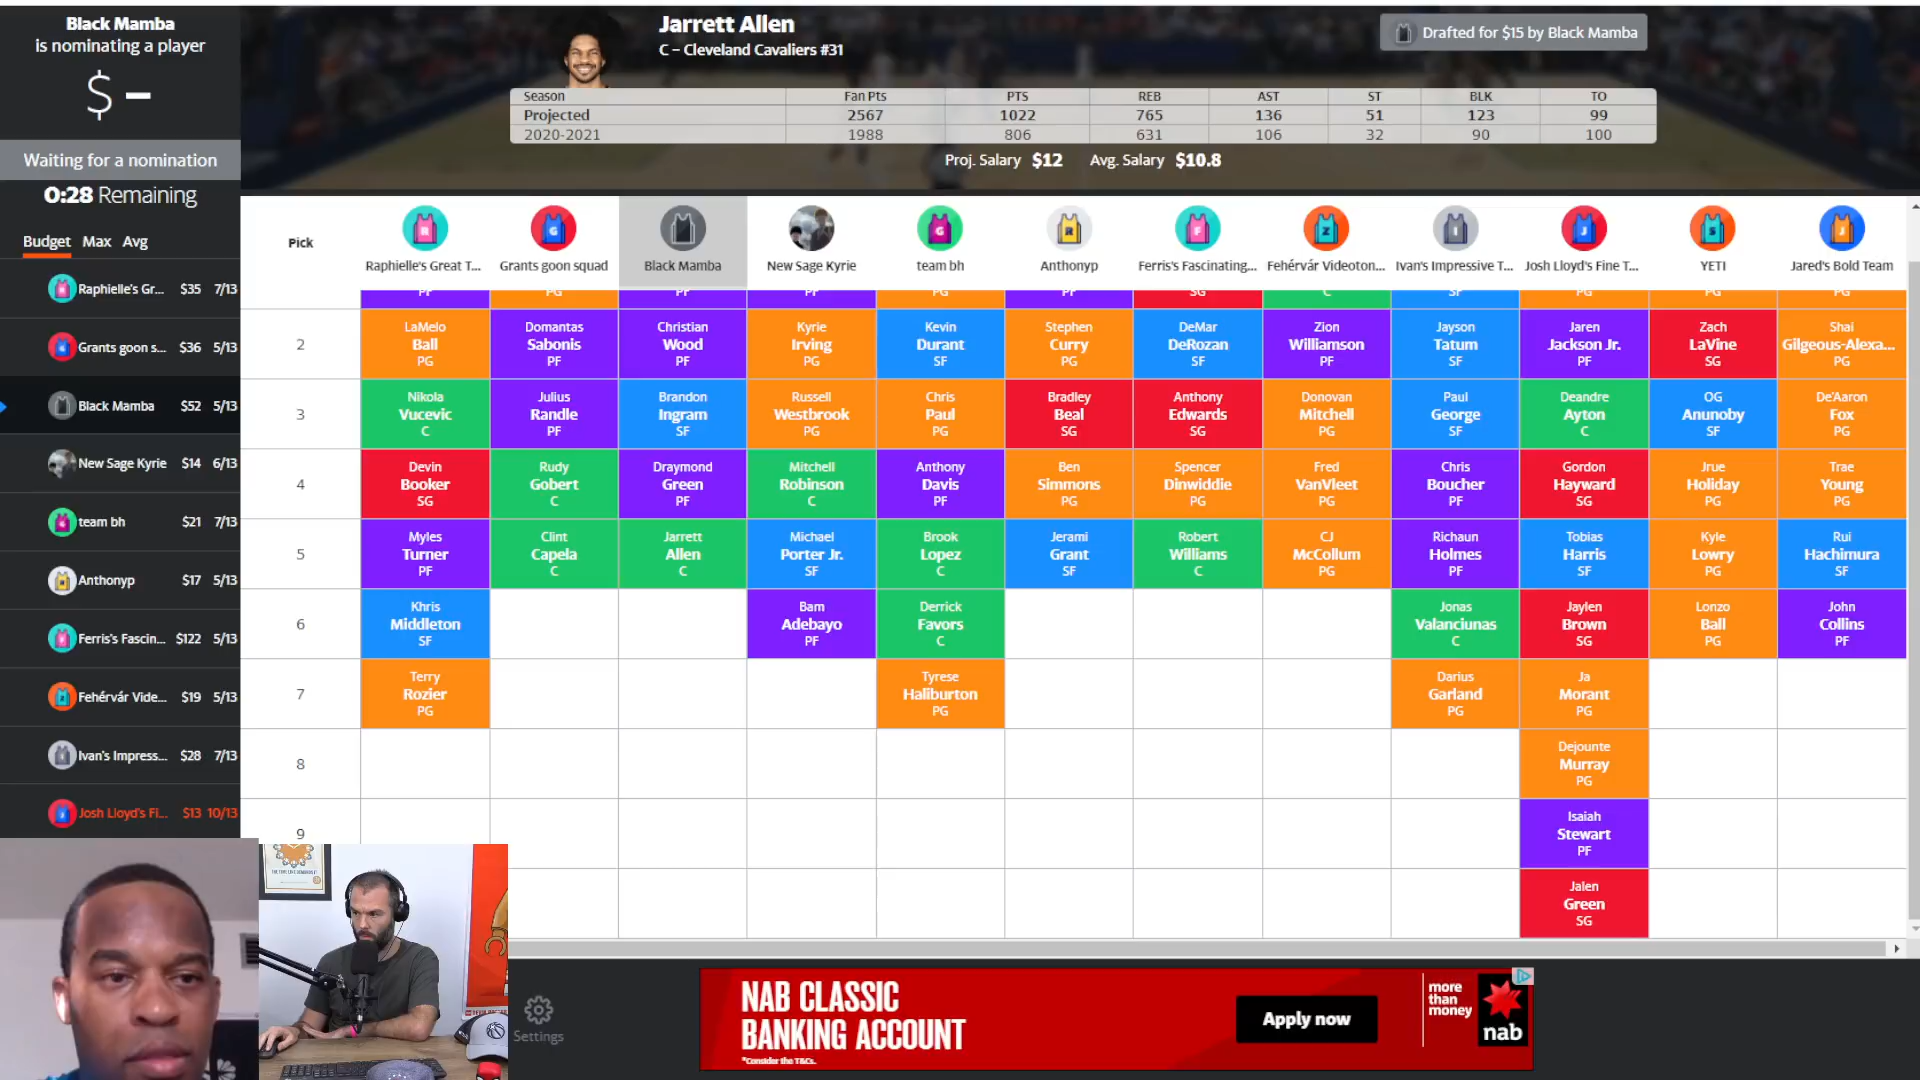 Black Mamba
is nominating a player
$ –
Waiting for a nomination
0:28 Remaining
Budget Max Avg
Raphielle's Gr... $35 7/13
Grants goon s... $36 5/13
Black Mamba $52 5/13
New Sage Kyrie $14 6/13
team bh $21 7/13
Anthonyp $17 5/13
Ferris's Fascin... $122 5/13
Fehérvár Vide... $19 5/13
Ivan's Impress... $28 7/13
Josh Lloyd's Fi... $13 10/13
Jarrett Allen
C – Cleveland Cavaliers #31
Drafted for $15 by Black Mamba
Season Fan Pts PTS REB AST ST BLK TO
Projected 2567 1022 765 136 51 123 99
2020-2021 1988 806 631 106 32 90 100
Proj. Salary $12 Avg. Salary $10.8
Pick
Raphielle's Great T... Grants goon squad Black Mamba New Sage Kyrie team bh Anthonyp Ferris's Fascinating... Fehérvár Videoton... Ivan's Impressive T... Josh Lloyd's Fine T... YETI Jared's Bold Team
PF PG PF PF PG PF SG C SF PG PG PG
LaMelo Domantas Christian Kyrie Kevin Stephen DeMar Zion Jayson Jaren Zach Shai
2 Ball Sabonis Wood Irving Durant Curry DeRozan Williamson Tatum Jackson Jr. LaVine Gilgeous-Alexa...
PG PF PF PG SF PG SF PF SF PF SG PG
Nikola Julius Brandon Russell Chris Bradley Anthony Donovan Paul Deandre OG De'Aaron
3 Vucevic Randle Ingram Westbrook Paul Beal Edwards Mitchell George Ayton Anunoby Fox
C PF SF PG PG SG SG PG SF C SF PG
Devin Rudy Draymond Mitchell Anthony Ben Spencer Fred Chris Gordon Jrue Trae
4 Booker Gobert Green Robinson Davis Simmons Dinwiddie VanVleet Boucher Hayward Holiday Young
SG C PF C PF PG PG PG PF SG PG PG
Myles Clint Jarrett Michael Brook Jerami Robert CJ Richaun Tobias Kyle Rui
5 Turner Capela Allen Porter Jr. Lopez Grant Williams McCollum Holmes Harris Lowry Hachimura
PF C C SF C SF C PG PF SF PG SF
Khris Bam Derrick Jonas Jaylen Lonzo John
6 Middleton Adebayo Favors Valanciunas Brown Ball Collins
SF PF C C SG PG PF
Terry Tyrese Darius Ja
7 Rozier Haliburton Garland Morant
PG PG PG PG
Dejounte
8 Murray
PG
Isaiah
9 Stewart
PF
Jalen
Green
SG
Settings
NAB CLASSIC
BANKING ACCOUNT
*Consider the T&Cs.
Apply now
more
than
money
nab